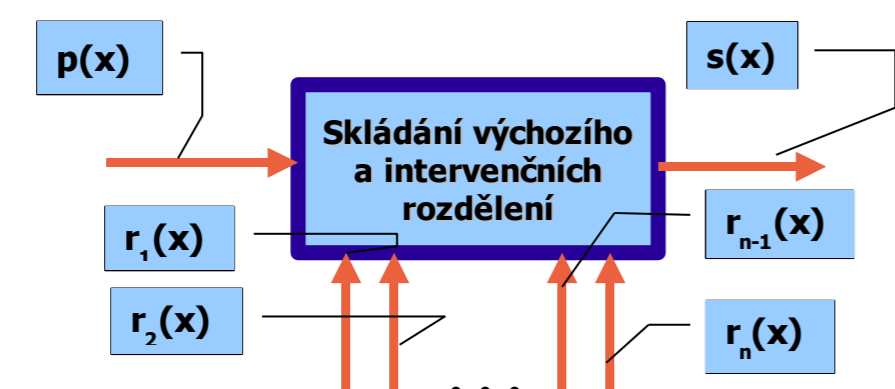 p(x)
s(x)
Skládání výchozího
a intervenčních
rozdělení
r₁(x)
rₙ₋₁(x)
r₂(x)
rₙ(x)
...